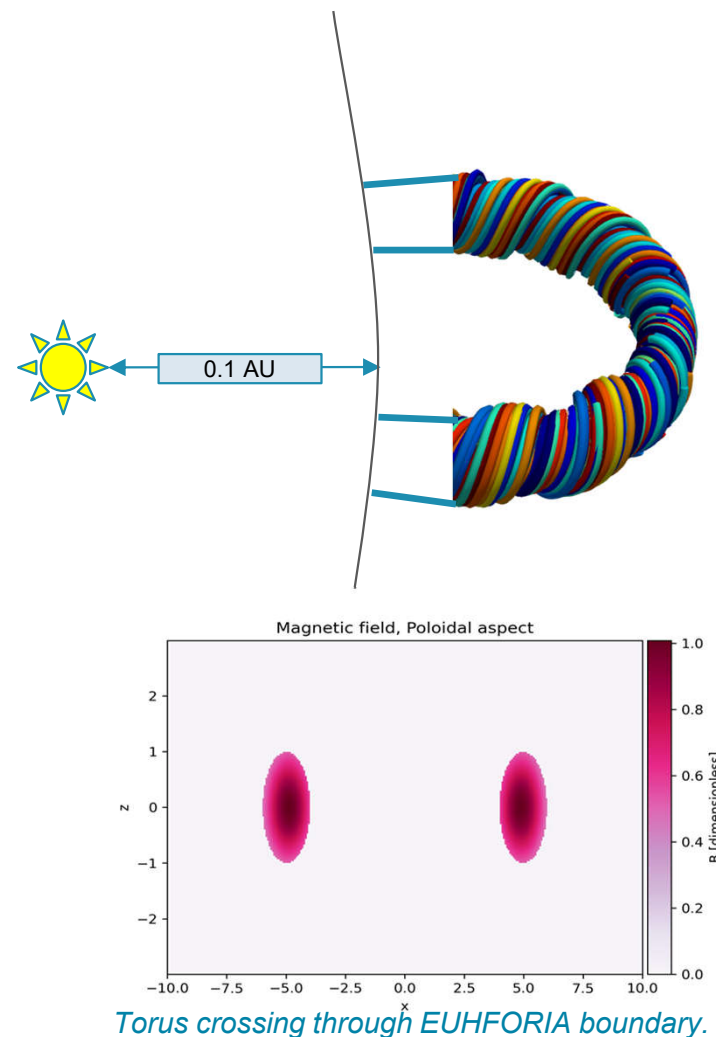 0.1 AU
Magnetic field, Poloidal aspect
1.0
2
0.8
1
0.6
z
0
B [dimensionless]
0.4
−1
0.2
−2
0.0
−10.0 −7.5 −5.0 −2.5 0.0 2.5 5.0 7.5 10.0
x
Torus crossing through EUHFORIA boundary.